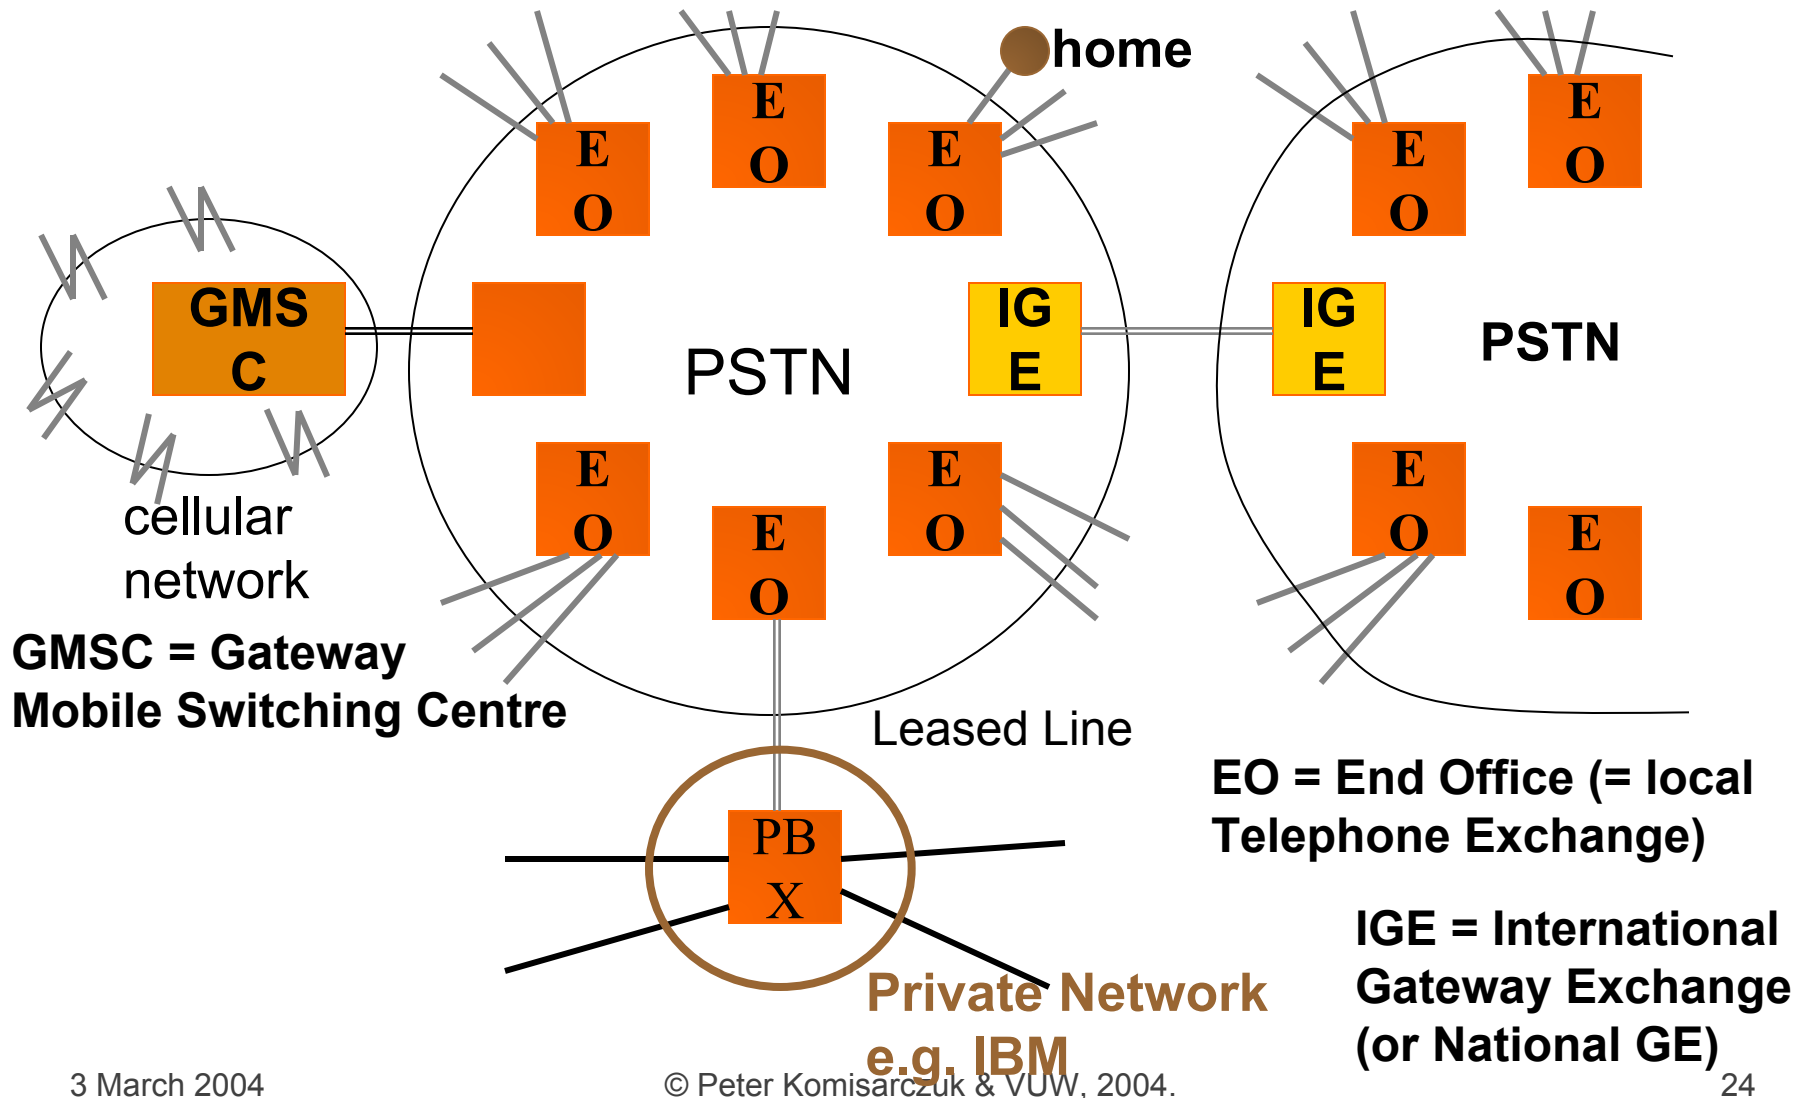 home
E
O
E
O
E
O
E
O
E
O
GMS
C
IG
E
IG
E
PSTN
PSTN
E
O
E
O
E
O
E
O
E
O
cellular
network
GMSC = Gateway
Mobile Switching Centre
Leased Line
EO = End Office (= local
Telephone Exchange)
PB
X
IGE = International
Gateway Exchange
(or National GE)
Private Network
e.g. IBM
3 March 2004
© Peter Komisarczuk & VUW, 2004.
24